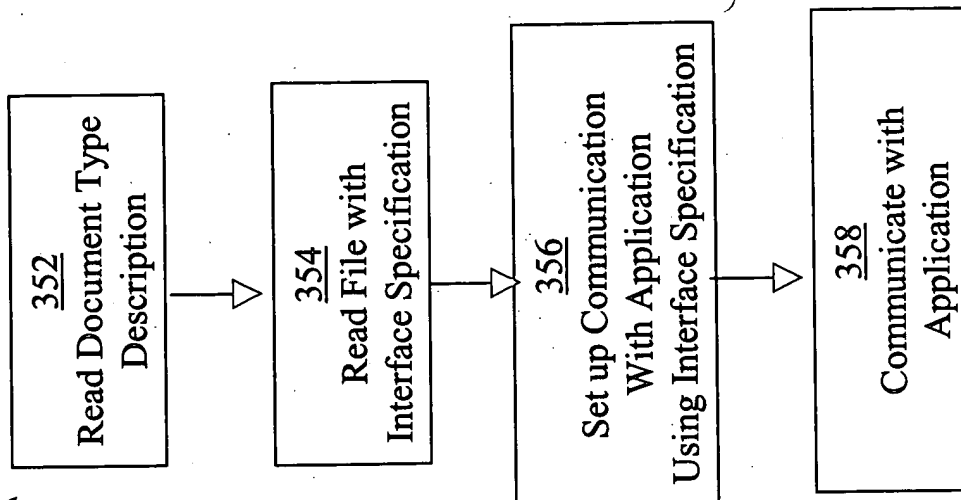 352
Read Document Type
Description
354
Read File with
Interface Specification
356
Set up Communication
With Application
Using Interface Specification
358
Communicate with
Application